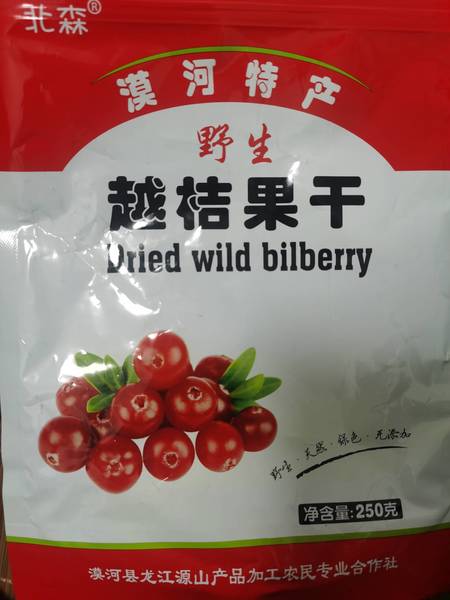 北森®
漠河特产
野生
越桔果干
Dried wild bilberry
野生·天然·绿色·无添加
净含量:250克
漠河县龙江源山产品加工农民专业合作社